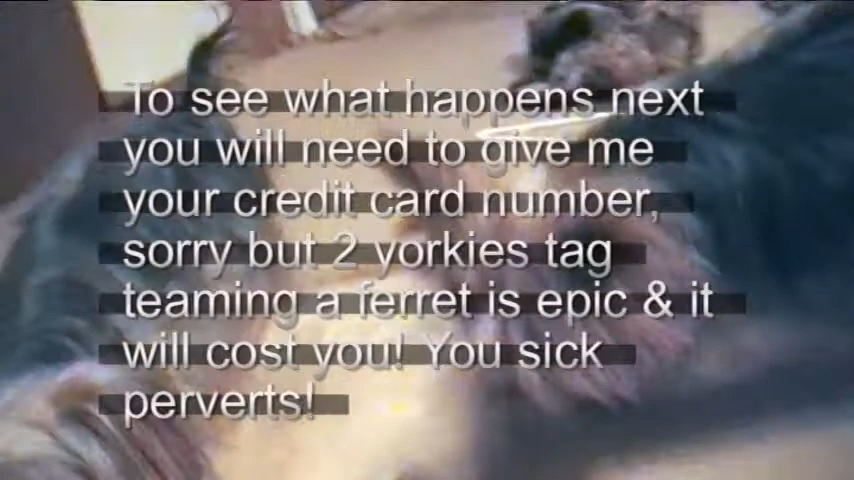 To see what happens next
you will need to give me
your credit card number,
sorry but 2 yorkies tag
teaming a ferret is epic & it
will cost you! You sick
perverts!